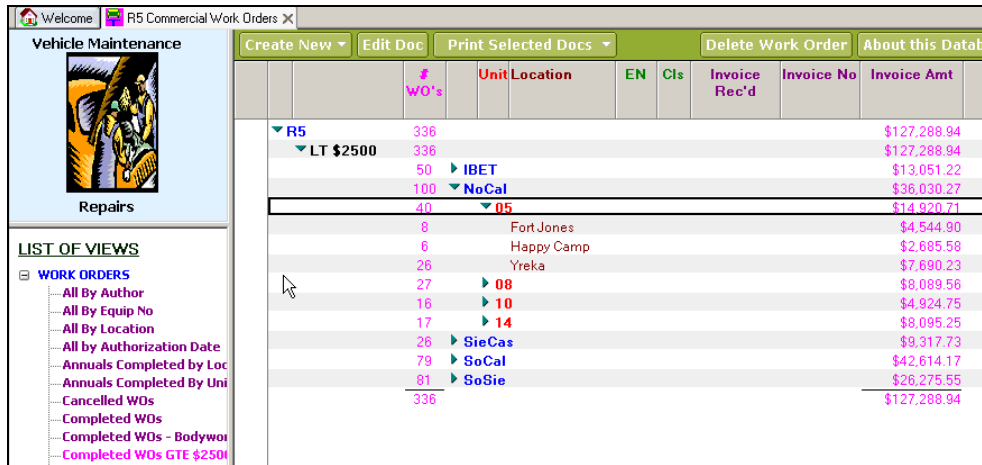 Welcome R5 Commercial Work Orders
Vehicle Maintenance
Repairs
LIST OF VIEWS
WORK ORDERS
All By Author
All By Equip No
All By Location
All by Authorization Date
Annuals Completed by Loc
Annuals Completed By Uni
Cancelled WOs
Completed WOs
Completed WOs - Bodywor
Completed WOs GTE $250
Create New Edit Doc Print Selected Docs Delete Work Order About this Datab
# WO's Unit Location EN Cls Invoice Rec'd Invoice No Invoice Amt
R5 336 $127,288.94
LT $2500 336 $127,288.94
50 IBET $13,051.22
100 NoCal $36,030.27
40 05 $14,920.71
8 Fort Jones $4,544.90
6 Happy Camp $2,685.58
26 Yreka $7,690.23
27 08 $8,089.56
16 10 $4,924.75
17 14 $8,095.25
26 SieCas $9,317.73
79 SoCal $42,614.17
81 SoSie $26,275.55
336 $127,288.94